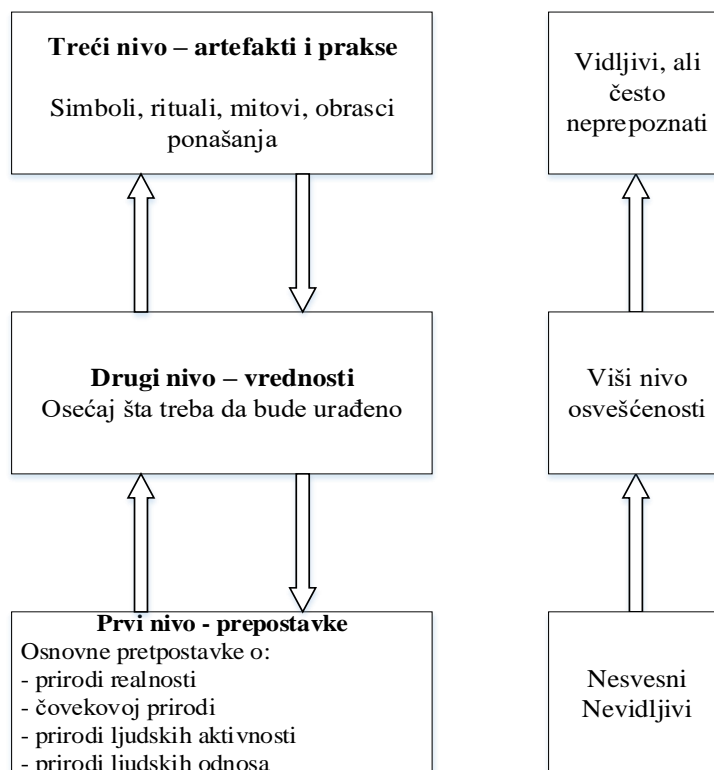 Treći nivo – artefakti i prakse
Simboli, rituali, mitovi, obrasci
ponašanja
Vidljivi, ali
često
neprepoznati
Drugi nivo – vrednosti
Osećaj šta treba da bude urađeno
Viši nivo
osvešćenosti
Prvi nivo - prepostavke
Osnovne pretpostavke o:
- prirodi realnosti
- čovekovoj prirodi
- prirodi ljudskih aktivnosti
- prirodi ljudskih odnosa
Nesvesni
Nevidljivi